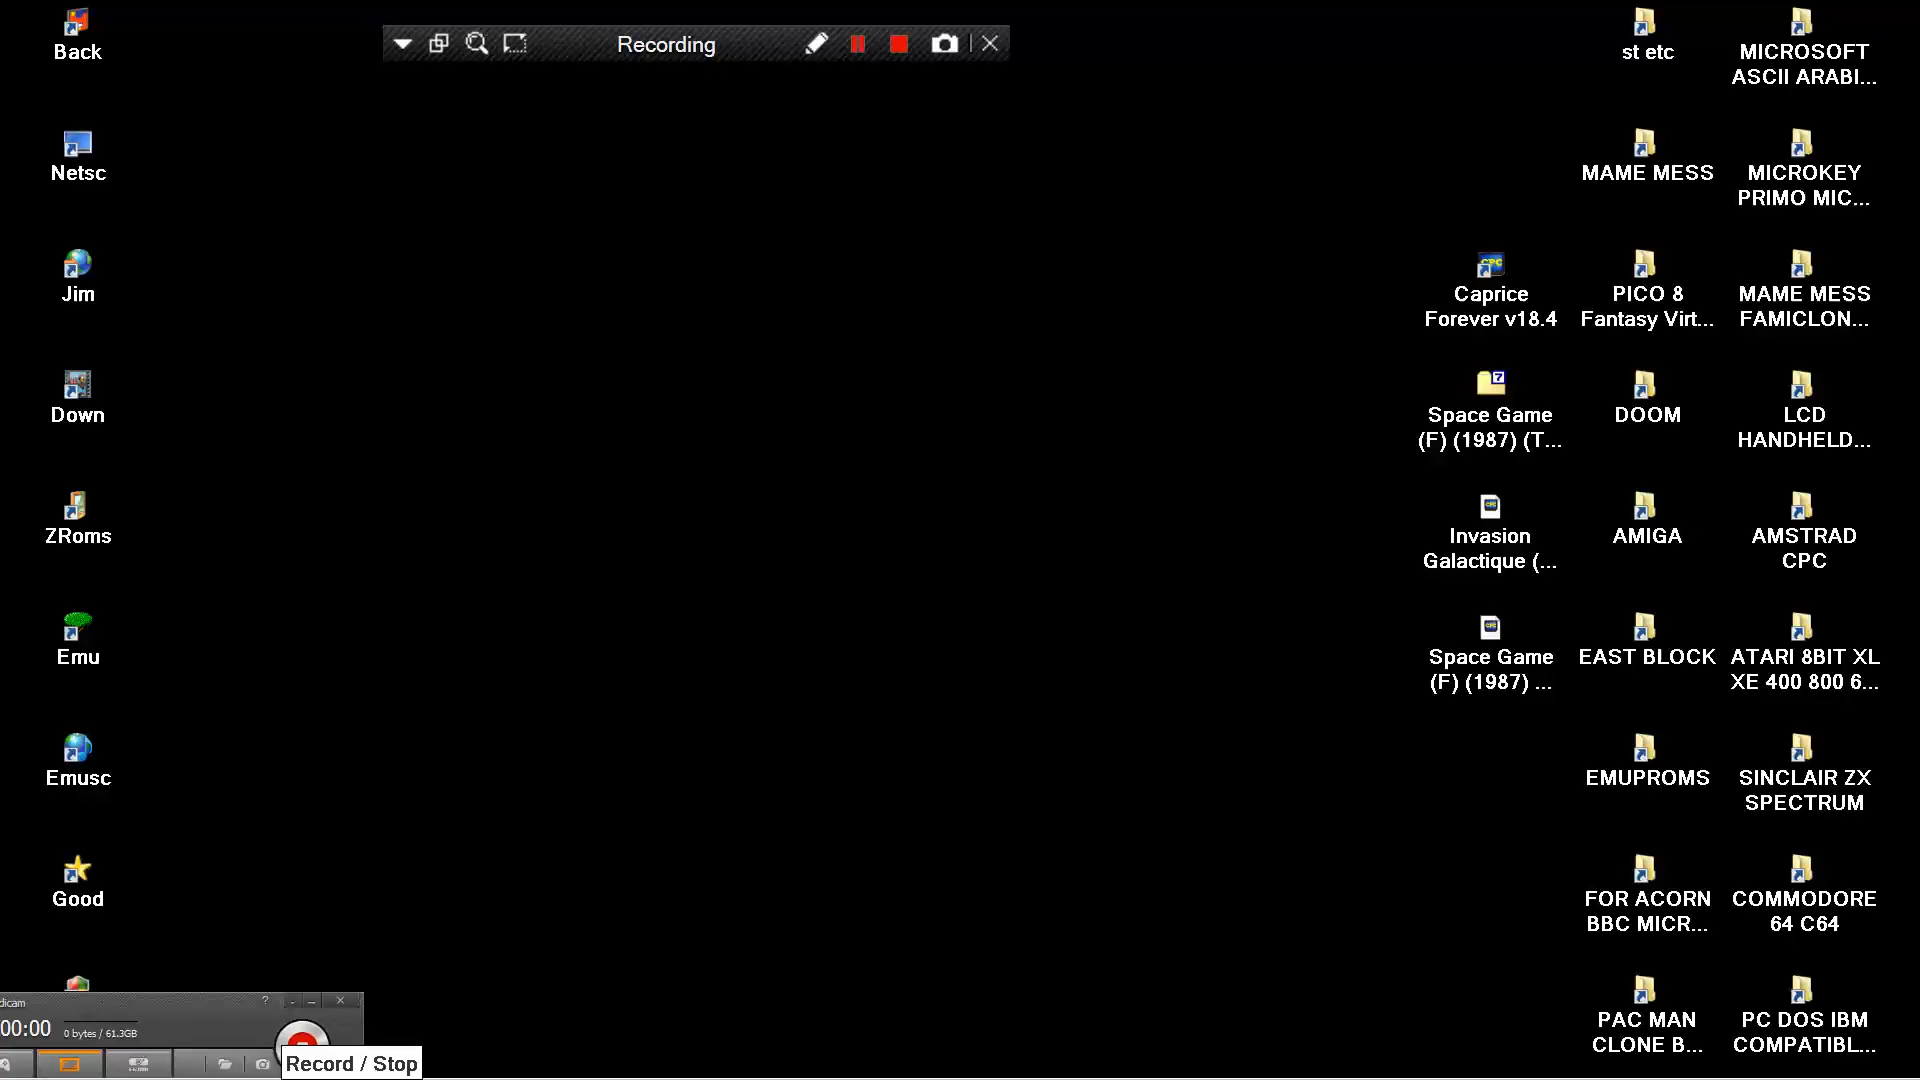 Back
Netsc
Jim
Down
ZRoms
Emu
Emusc
Good
Recording
Caprice
Forever v18.4
Space Game
(F) (1987) (T...
Invasion
Galactique (...
Space Game
(F) (1987) ...
st etc
MAME MESS
PICO 8
Fantasy Virt...
DOOM
AMIGA
EAST BLOCK
EMUPROMS
FOR ACORN
BBC MICR...
PAC MAN
CLONE B...
MICROSOFT
ASCII ARABI...
MICROKEY
PRIMO MIC...
MAME MESS
FAMICLON...
LCD
HANDHELD...
AMSTRAD
CPC
ATARI 8BIT XL
XE 400 800 6...
SINCLAIR ZX
SPECTRUM
COMMODORE
64 C64
PC DOS IBM
COMPATIBL...
dicam
00:00
0 bytes / 61.3GB
Record / Stop